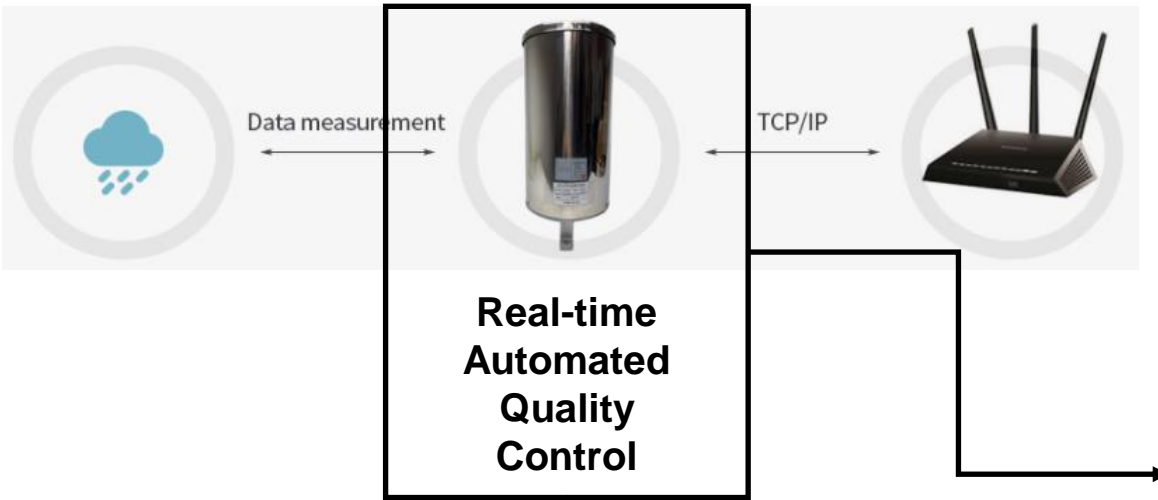 Data measurement
TCP/IP
Real-time
Automated
Quality
Control